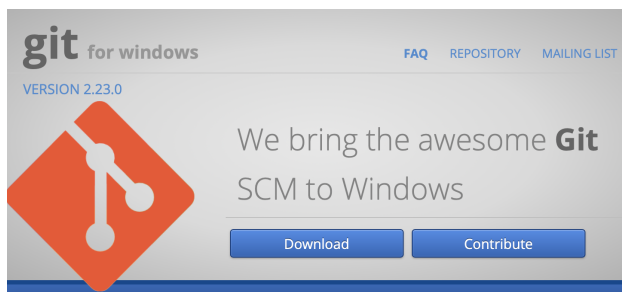 git for windows
FAQ REPOSITORY MAILING LIST
VERSION 2.23.0
We bring the awesome Git
SCM to Windows
Download Contribute